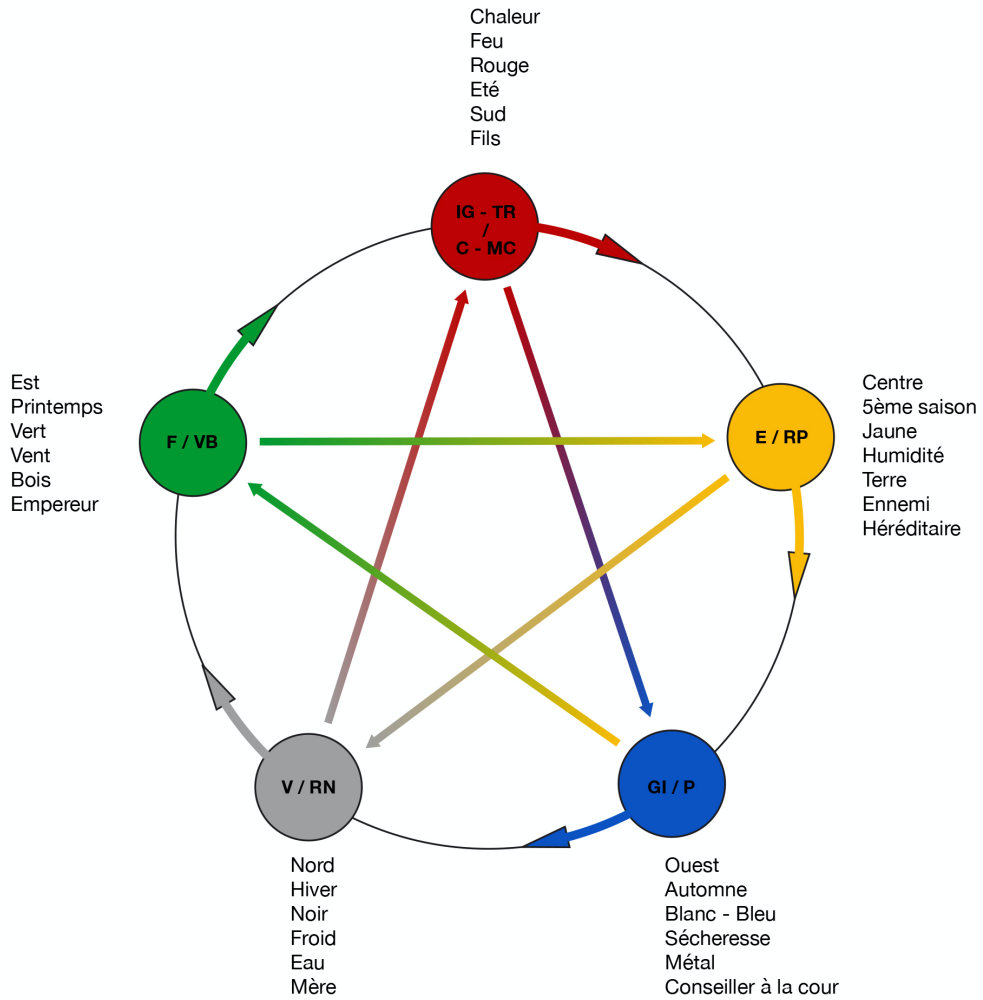 Chaleur
Feu
Rouge
Eté
Sud
Fils
IG - TR
/
C - MC
Est
Printemps
Vert
Vent
Bois
Empereur
F / VB
E / RP
Centre
5ème saison
Jaune
Humidité
Terre
Ennemi
Héréditaire
V / RN
GI / P
Nord
Hiver
Noir
Froid
Eau
Mère
Ouest
Automne
Blanc - Bleu
Sécheresse
Métal
Conseiller à la cour